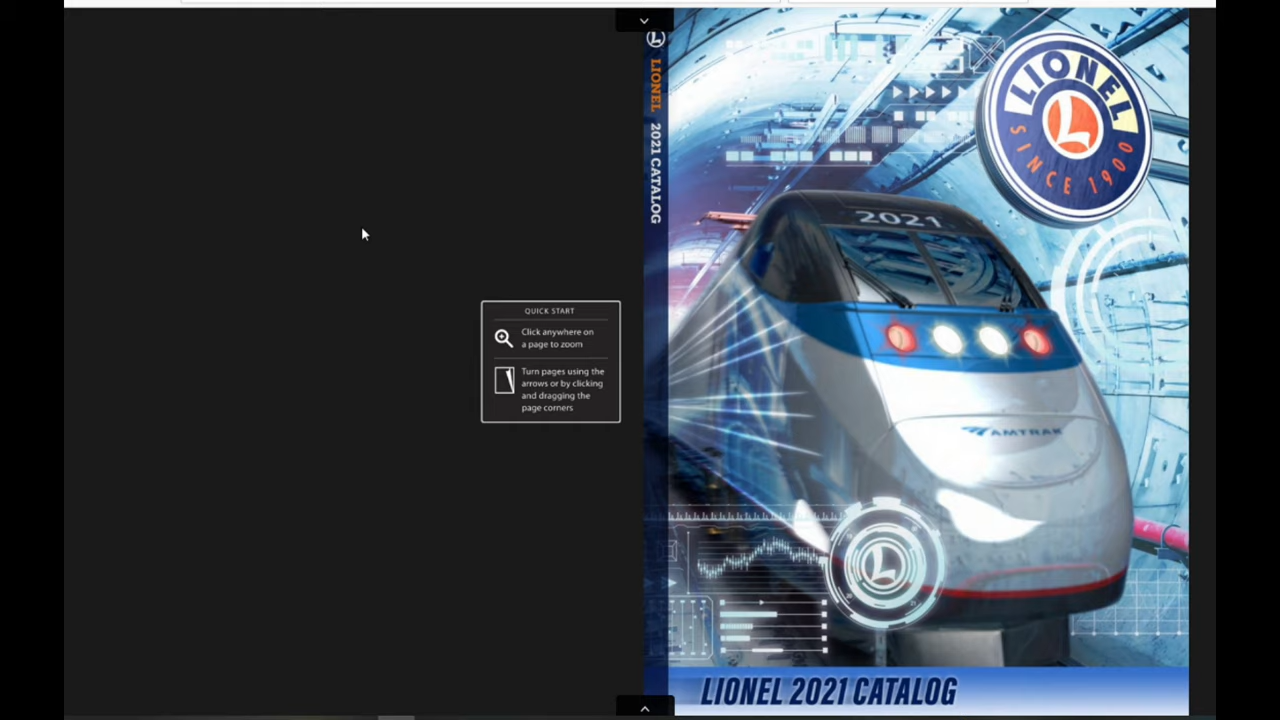 LIONEL 2021 CATALOG
QUICK START
Click anywhere on
a page to zoom
Turn pages using the
arrows or by clicking
and dragging the
page corners
LIONEL
L
SINCE 1900
2021
AMTRAK
L
LIONEL 2021 CATALOG